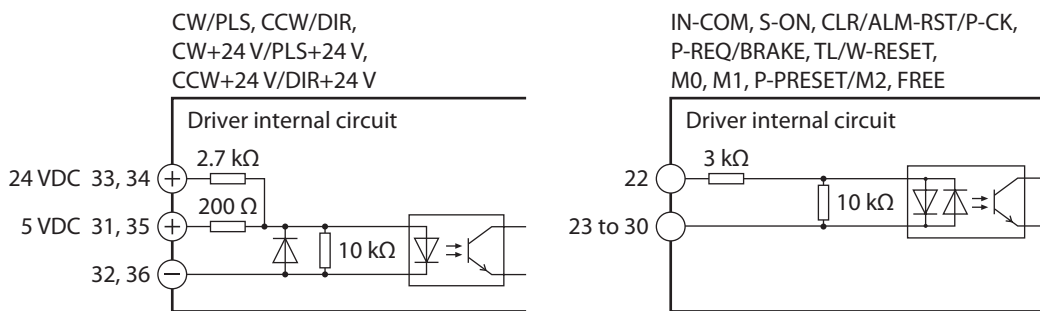 CW/PLS, CCW/DIR,
CW+24 V/PLS+24 V,
CCW+24 V/DIR+24 V
Driver internal circuit
2.7 kΩ
24 VDC 33, 34
200 Ω
5 VDC 31, 35
10 kΩ
32, 36
IN-COM, S-ON, CLR/ALM-RST/P-CK,
P-REQ/BRAKE, TL/W-RESET,
M0, M1, P-PRESET/M2, FREE
Driver internal circuit
3 kΩ
22
10 kΩ
23 to 30